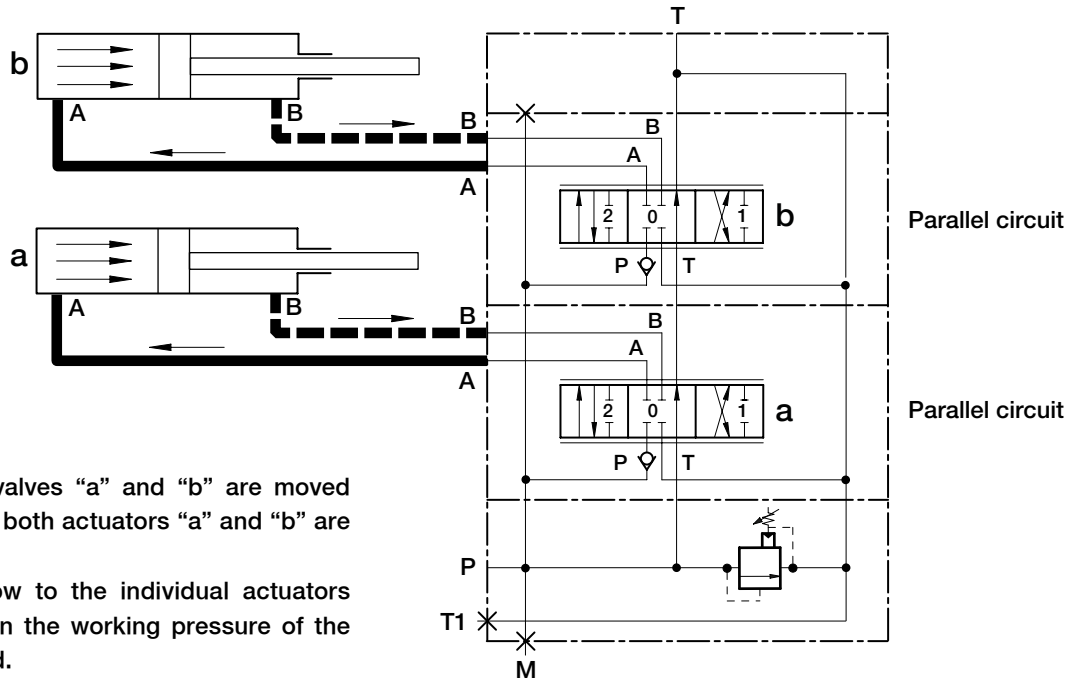 T
b
A
B
B
A
B
A
2
0
1
b
Parallel circuit
P
T
a
A
B
B
A
B
A
2
0
1
a
Parallel circuit
P
T
valves “a” and “b” are moved
both actuators “a” and “b” are
ow to the individual actuators
n the working pressure of the
d.
P
T1
M